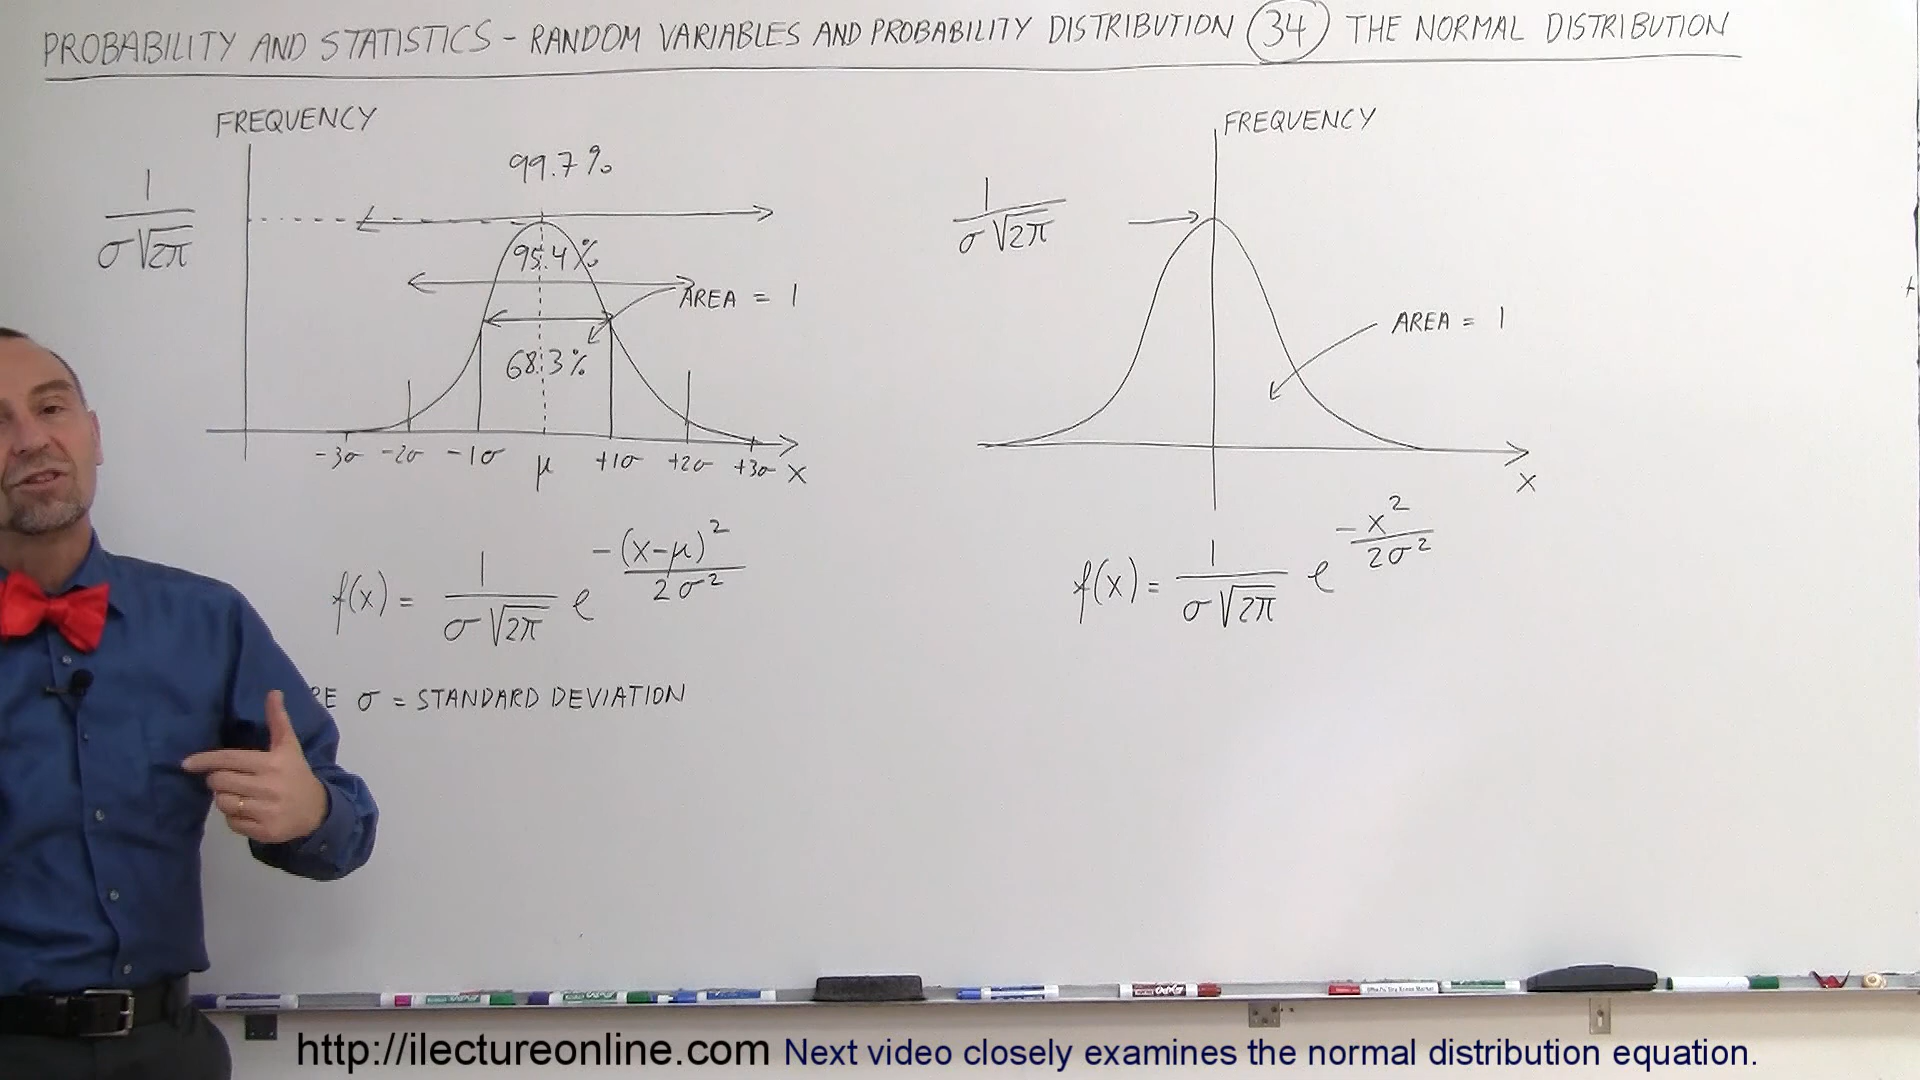 PROBABILITY AND STATISTICS - RANDOM VARIABLES AND PROBABILITY DISTRIBUTION 34 THE NORMAL DISTRIBUTION
FREQUENCY
99.7%
1/σ√2π
95.4%
AREA = 1
68.3%
-3σ -2σ -1σ μ +1σ +2σ +3σ x
f(x) = 1/σ√2π e^-(x-μ)²/2σ²
RE σ = STANDARD DEVIATION
FREQUENCY
1/σ√2π
AREA = 1
x
f(x) = 1/σ√2π e^-x²/2σ²
http://ilectureonline.com Next video closely examines the normal distribution equation.